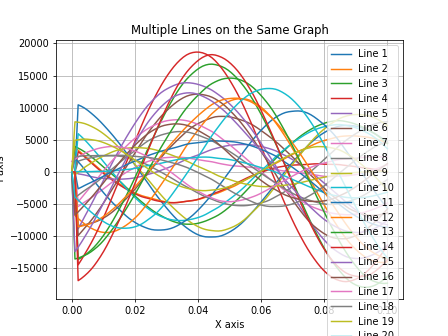 Multiple Lines on the Same Graph
20000
15000
10000
5000
0
−5000
−10000
−15000
0.00
0.02
0.04
0.06
X axis
Line 1
Line 2
Line 3
Line 4
Line 5
Line 6
Line 7
Line 8
Line 9
Line 10
Line 11
Line 12
Line 13
Line 14
Line 15
Line 16
Line 17
Line 18
Line 19
Line 20